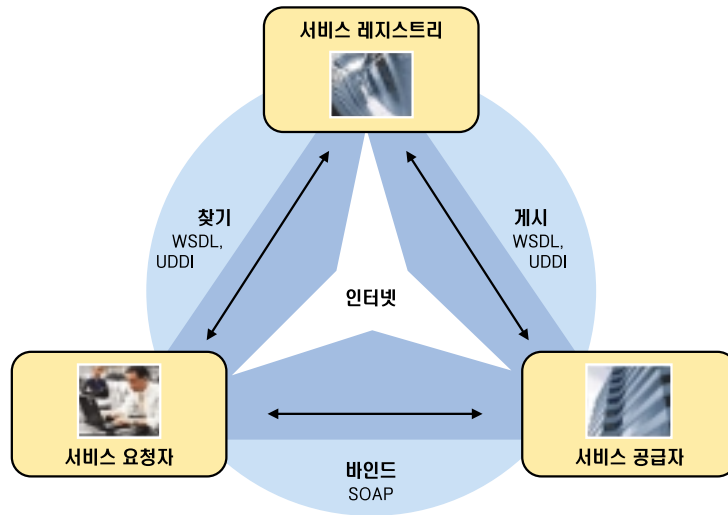 서비스 레지스트리
찾기
WSDL,
UDDI
게시
WSDL,
UDDI
인터넷
서비스 요청자
바인드
SOAP
서비스 공급자